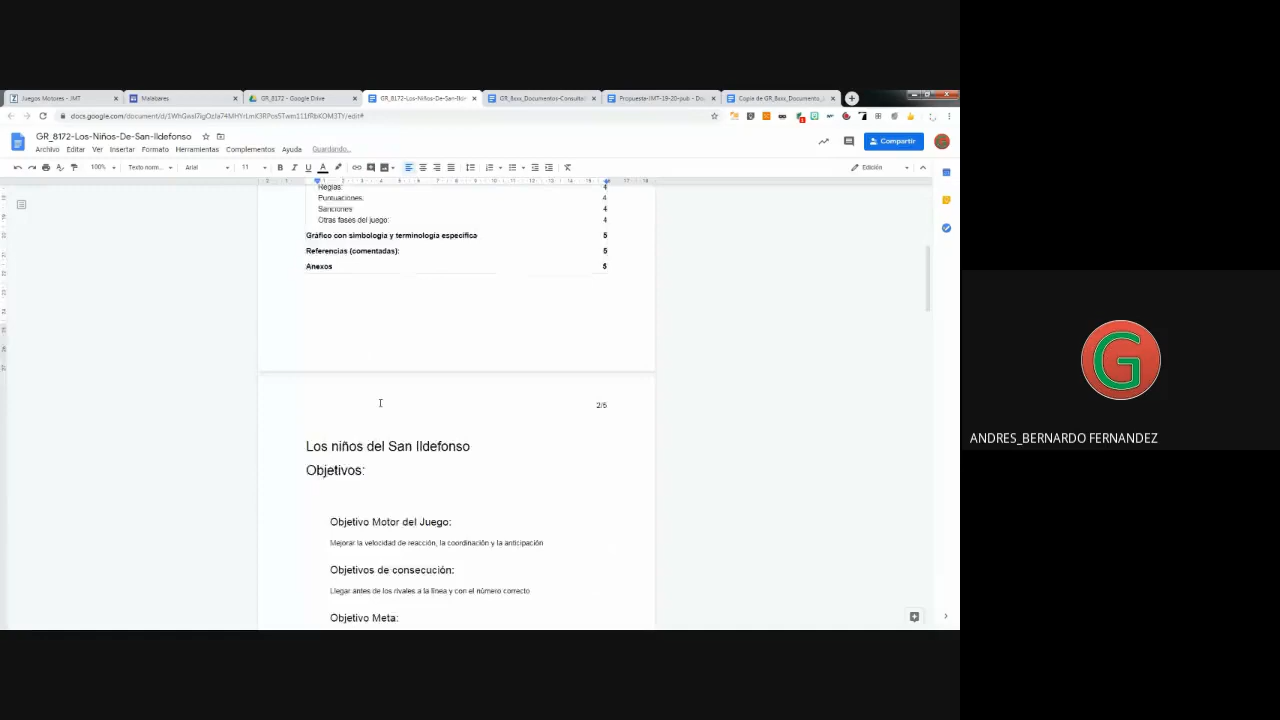 Juegos Motores - JMT
Malabares
GR_8172 - Google Drive
GR_8172-Los-Niños-De-San-Ild
GR_8xxx_Documentos-Consulta
Propuesta-JMT-19-20-pub - Do
Copia de GR_8xxx_Documento_
GR_8172-Los-Niños-De-San-Ildefonso
Archivo Editar Ver Insertar Formato Herramientas Complementos Ayuda Guardando...
Compartir
100% Texto norm... Arial 11 Edición
Reglas: 4
Puntuaciones: 4
Sanciones 4
Otras fases del juego: 4
Gráfico con simbología y terminología específica 5
Referencias (comentadas): 5
Anexos 5
2/5
Los niños del San Ildefonso
Objetivos:
Objetivo Motor del Juego:
Mejorar la velocidad de reacción, la coordinación y la anticipación
Objetivos de consecución:
Llegar antes de los rivales a la línea y con el número correcto
Objetivo Meta:
G
ANDRES_BERNARDO FERNANDEZ